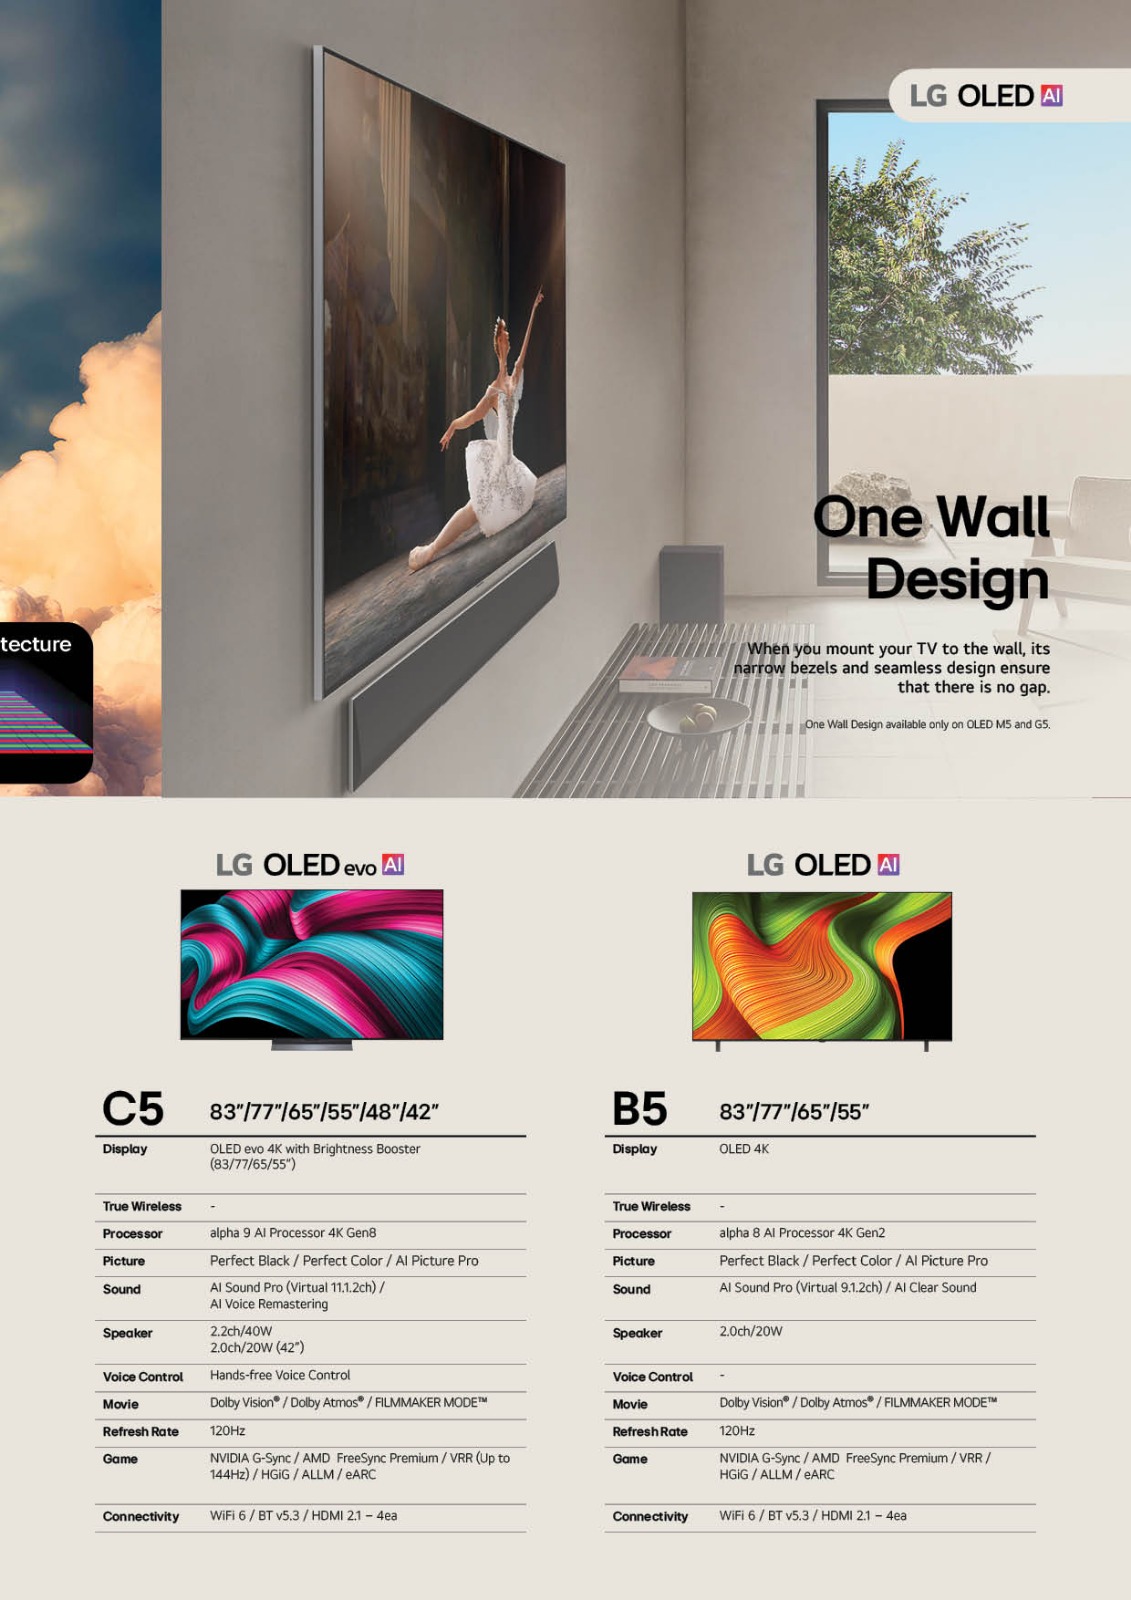 LG OLED AI
One Wall
Design
When you mount your TV to the wall, its
narrow bezels and seamless design ensure
that there is no gap.
One Wall Design available only on OLED M5 and G5.
tecture
LG OLED evo AI
C5 83”/77”/65”/55”/48”/42”
Display OLED evo 4K with Brightness Booster
(83/77/65/55”)
True Wireless -
Processor alpha 9 AI Processor 4K Gen8
Picture Perfect Black / Perfect Color / AI Picture Pro
Sound AI Sound Pro (Virtual 11.1.2ch) /
AI Voice Remastering
Speaker 2.2ch/40W
2.0ch/20W (42”)
Voice Control Hands-free Voice Control
Movie Dolby Vision® / Dolby Atmos® / FILMMAKER MODE™
Refresh Rate 120Hz
Game NVIDIA G-Sync / AMD FreeSync Premium / VRR (Up to
144Hz) / HGiG / ALLM / eARC
Connectivity WiFi 6 / BT v5.3 / HDMI 2.1 – 4ea
LG OLED AI
B5 83”/77”/65”/55”
Display OLED 4K
True Wireless -
Processor alpha 8 AI Processor 4K Gen2
Picture Perfect Black / Perfect Color / AI Picture Pro
Sound AI Sound Pro (Virtual 9.1.2ch) / AI Clear Sound
Speaker 2.0ch/20W
Voice Control -
Movie Dolby Vision® / Dolby Atmos® / FILMMAKER MODE™
Refresh Rate 120Hz
Game NVIDIA G-Sync / AMD FreeSync Premium / VRR /
HGiG / ALLM / eARC
Connectivity WiFi 6 / BT v5.3 / HDMI 2.1 – 4ea